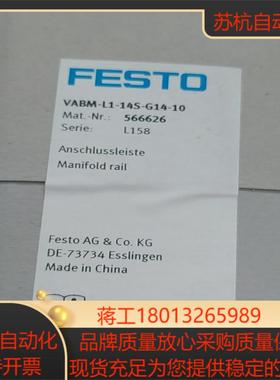 苏杭自动
FESTO
VABM-L1-14S-G14-10
Mat.-Nr.: 566626
Serie: L158
Anschlussleiste
Manifold rail
Festo AG & Co. KG
DE-73734 Esslingen
Made in China
蒋工18013265989
自动化 品牌质量放心采购质量保
开票 现货充足为您提供稳定的